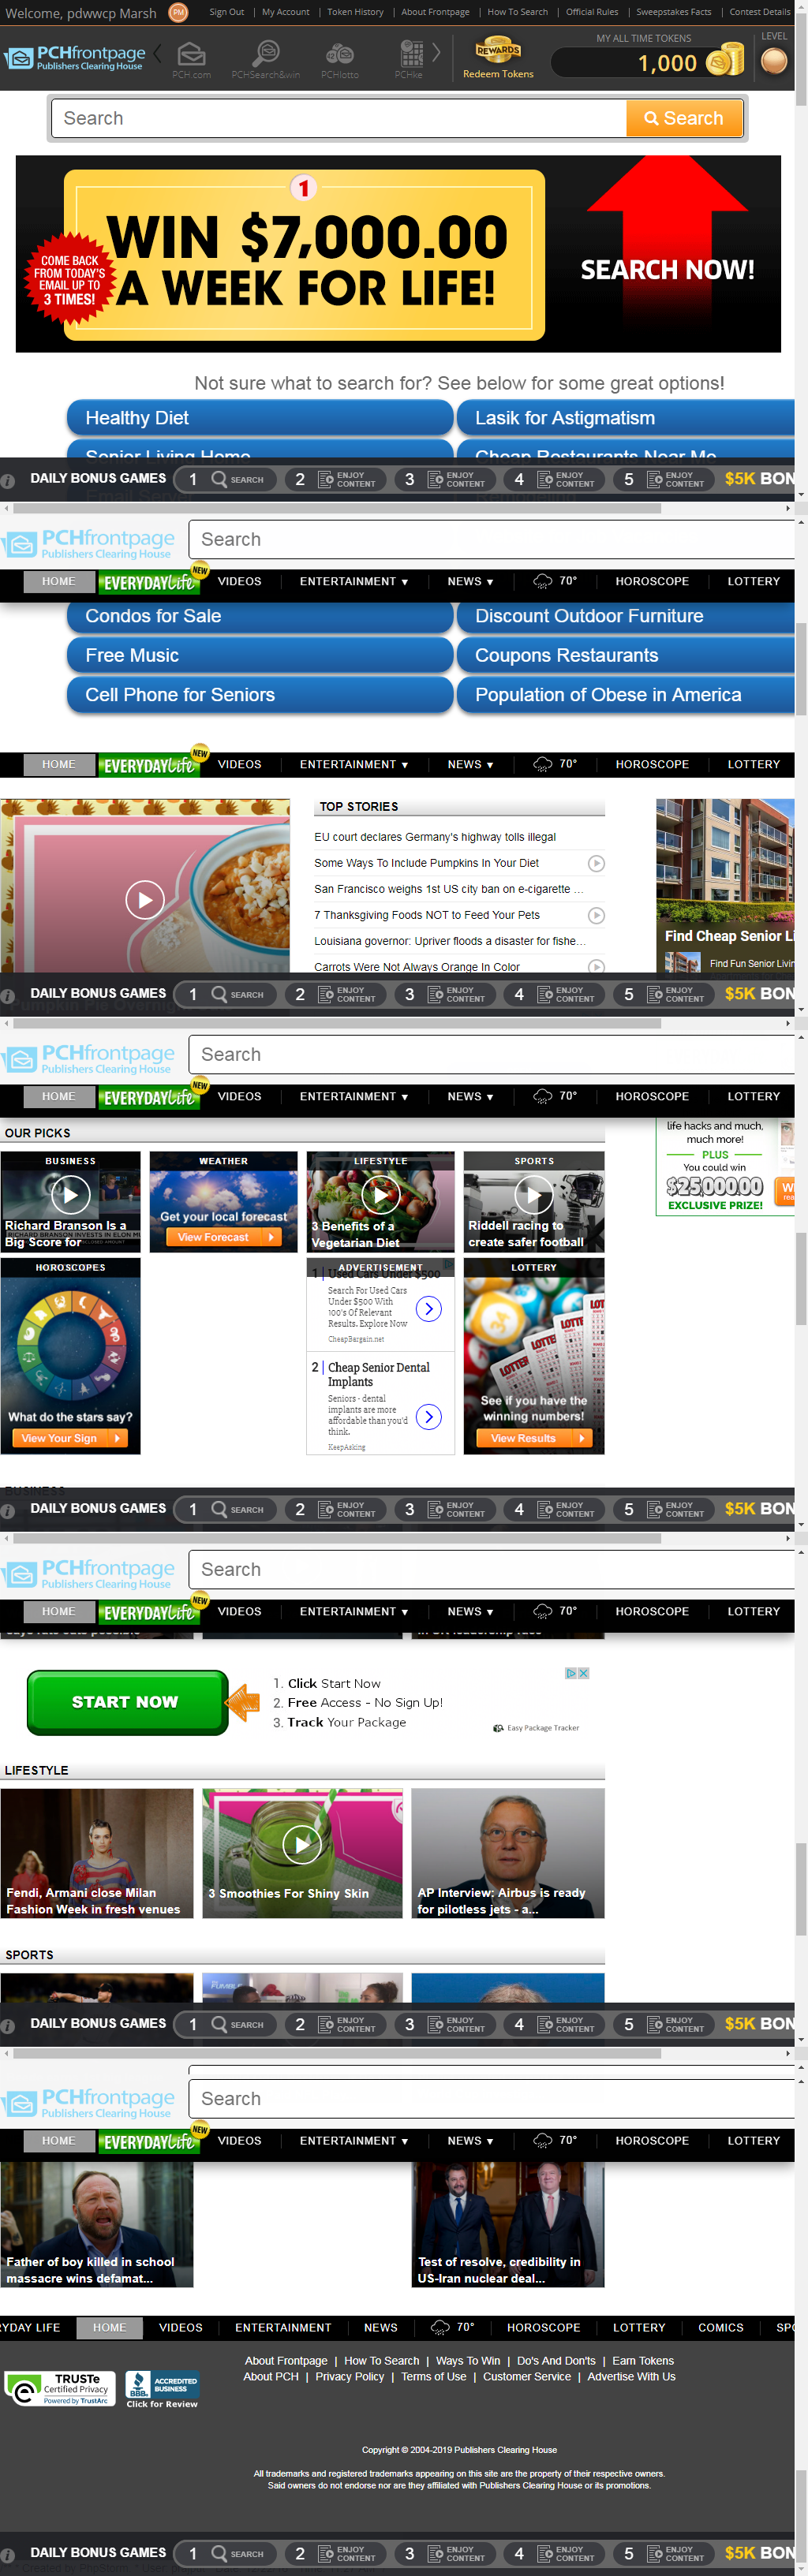 Welcome, pdwwcp Marsh PM Sign Out | My Account | Token History | About Frontpage | How To Search | Official Rules | Sweepstakes Facts | Contest Details
PCHfrontpage
Publishers Clearing House
PCH.com PCHSearch&win PCHlotto PCHke
REWARDS
Redeem Tokens
MY ALL TIME TOKENS
1,000
LEVEL
Search Search
1
WIN $7,000.00
A WEEK FOR LIFE!
COME BACK
FROM TODAY'S
EMAIL UP TO
3 TIMES!
SEARCH NOW!
Not sure what to search for? See below for some great options!
Healthy Diet Lasik for Astigmatism
Senior Living Home Cheap Restaurants Near Me
DAILY BONUS GAMES 1 SEARCH 2 ENJOY CONTENT 3 ENJOY CONTENT 4 ENJOY CONTENT 5 ENJOY CONTENT $5K BON
Email Server Remodeling
PCHfrontpage
Publishers Clearing House
Search
HOME EVERYDAY Life NEW VIDEOS ENTERTAINMENT ▼ NEWS ▼ 70° HOROSCOPE LOTTERY
Condos for Sale Discount Outdoor Furniture
Free Music Coupons Restaurants
Cell Phone for Seniors Population of Obese in America
HOME EVERYDAY Life NEW VIDEOS ENTERTAINMENT ▼ NEWS ▼ 70° HOROSCOPE LOTTERY
TOP STORIES
EU court declares Germany's highway tolls illegal
Some Ways To Include Pumpkins In Your Diet
San Francisco weighs 1st US city ban on e-cigarette ...
7 Thanksgiving Foods NOT to Feed Your Pets
Louisiana governor: Upriver floods a disaster for fishe...
Carrots Were Not Always Orange In Color
Find Cheap Senior Li
Find Fun Senior Livin
Pumpkin Pie Overnight
DAILY BONUS GAMES 1 SEARCH 2 ENJOY CONTENT 3 ENJOY CONTENT 4 ENJOY CONTENT 5 ENJOY CONTENT $5K BON
PCHfrontpage
Publishers Clearing House
Search
HOME EVERYDAY Life NEW VIDEOS ENTERTAINMENT ▼ NEWS ▼ 70° HOROSCOPE LOTTERY
OUR PICKS
life hacks and much,
much more!
PLUS
You could win
$25,000.00
EXCLUSIVE PRIZE!
BUSINESS
Richard Branson Is a
Big Score for
WEATHER
Get your local forecast
View Forecast
LIFESTYLE
3 Benefits of a
Vegetarian Diet
SPORTS
Riddell racing to
create safer football
HOROSCOPES
What do the stars say?
View Your Sign
ADVERTISEMENT
1 | Used Cars Under $500
Search For Used Cars
Under $500 With
100's Of Relevant
Results. Explore Now
CheapBargain.net
2 | Cheap Senior Dental
Implants
Seniors - dental
implants are more
affordable than you'd
think.
KeepAsking
LOTTERY
LOTTER
See if you have the
winning numbers!
View Results
BUSINESS
DAILY BONUS GAMES 1 SEARCH 2 ENJOY CONTENT 3 ENJOY CONTENT 4 ENJOY CONTENT 5 ENJOY CONTENT $5K BON
PCHfrontpage
Publishers Clearing House
Search
HOME EVERYDAY Life NEW VIDEOS ENTERTAINMENT ▼ NEWS ▼ 70° HOROSCOPE LOTTERY
START NOW
1. Click Start Now
2. Free Access - No Sign Up!
3. Track Your Package
Easy Package Tracker
LIFESTYLE
Fendi, Armani close Milan
Fashion Week in fresh venues
3 Smoothies For Shiny Skin
AP Interview: Airbus is ready
for pilotless jets - a...
SPORTS
DAILY BONUS GAMES 1 SEARCH 2 ENJOY CONTENT 3 ENJOY CONTENT 4 ENJOY CONTENT 5 ENJOY CONTENT $5K BON
PCHfrontpage
Publishers Clearing House
Search
HOME EVERYDAY Life NEW VIDEOS ENTERTAINMENT ▼ NEWS ▼ 70° HOROSCOPE LOTTERY
Father of boy killed in school
massacre wins defamat...
Test of resolve, credibility in
US-Iran nuclear deal...
YDAY LIFE HOME VIDEOS ENTERTAINMENT NEWS 70° HOROSCOPE LOTTERY COMICS SPO
About Frontpage | How To Search | Ways To Win | Do's And Don'ts | Earn Tokens
About PCH | Privacy Policy | Terms of Use | Customer Service | Advertise With Us
TRUSTe
Certified Privacy
Powered by TrustArc
BBB ACCREDITED
BUSINESS
Click for Review
Copyright © 2004-2019 Publishers Clearing House
All trademarks and registered trademarks appearing on this site are the property of their respective owners.
Said owners do not endorse nor are they affiliated with Publishers Clearing House or its promotions.
DAILY BONUS GAMES 1 SEARCH 2 ENJOY CONTENT 3 ENJOY CONTENT 4 ENJOY CONTENT 5 ENJOY CONTENT $5K BON